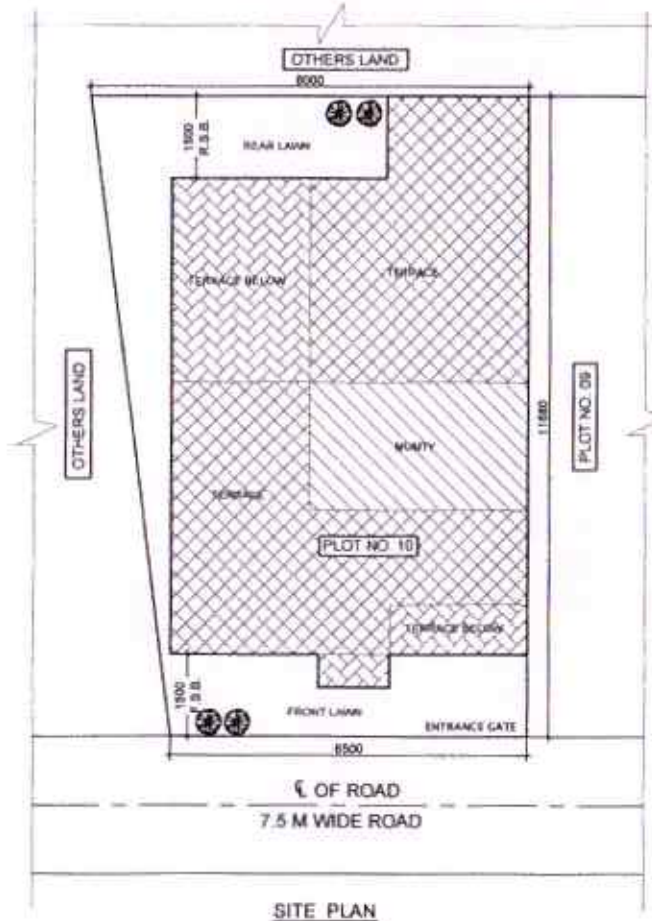 OTHERS LAND
8000
1500
R.S.B.
REAR LAWN
TERRACE BELOW
TERRACE
OTHERS LAND
11680
PLOT NO. 09
MUMTY
TERRACE
PLOT NO. 10
TERRACE BELOW
1500
F.S.B.
FRONT LAWN
ENTRANCE GATE
6500
℄ OF ROAD
7.5 M WIDE ROAD
SITE PLAN